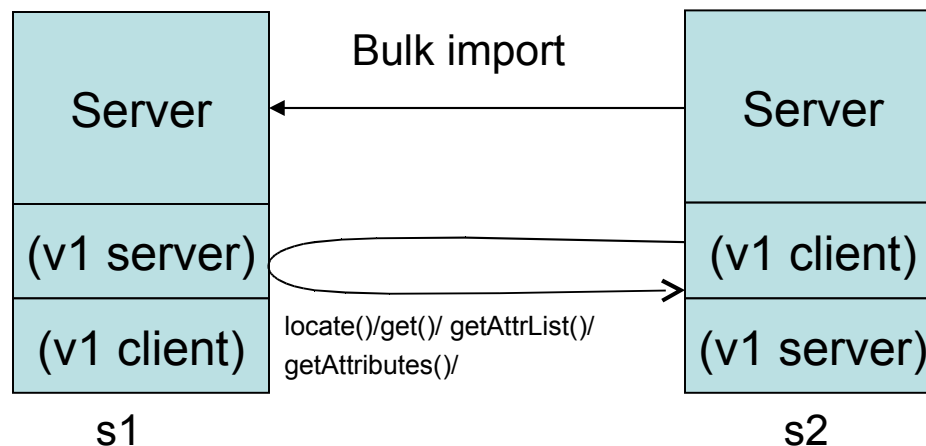 Bulk import
Server
Server
(v1 server)
(v1 client)
locate()/get()/ getAttrList()/
getAttributes()/
(v1 client)
(v1 server)
s1
s2